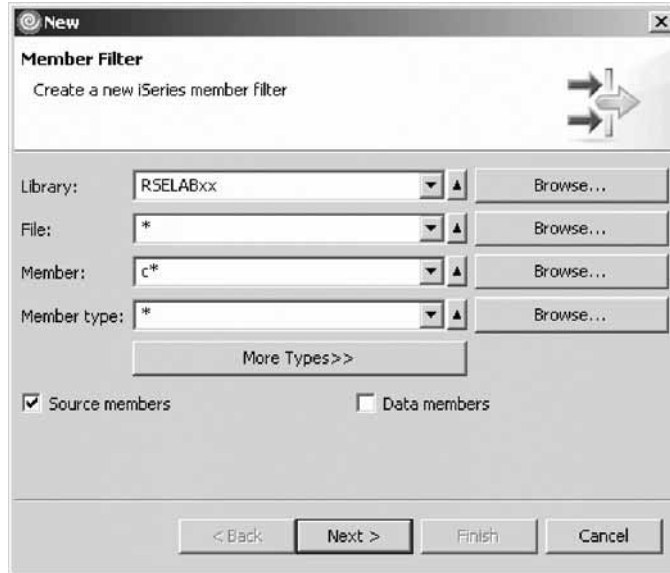 New
Member Filter
Create a new iSeries member filter
Library: RSELABxx Browse...
File: * Browse...
Member: c* Browse...
Member type: * Browse...
More Types>>
Source members Data members
< Back Next > Finish Cancel